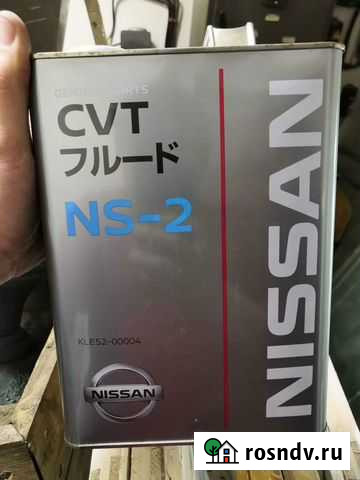 GENUINE PARTS
CVT
フルード
NS-2
KLE52-00004
NISSAN
NISSAN
rosndv.ru